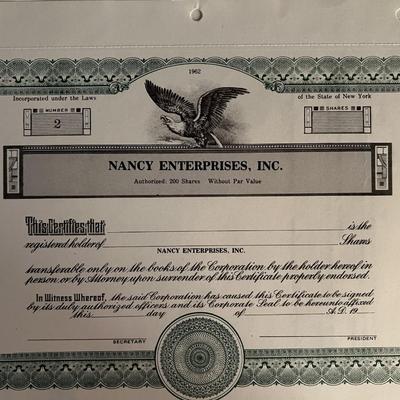 1962
Incorporated under the Laws of the State of New York
NUMBER SHARES
2
NANCY ENTERPRISES, INC.
Authorized: 200 Shares Without Par Value
This Certifies that is the
registered holder of Shares
NANCY ENTERPRISES, INC.
transferable only on the books of the Corporation by the holder hereof in
person or by Attorney upon surrender of this Certificate properly endorsed.
In Witness Whereof, the said Corporation has caused this Certificate to be signed
by its duly authorized officers and its Corporate Seal to be hereunto affixed
this day of A.D. 19
SECRETARY PRESIDENT